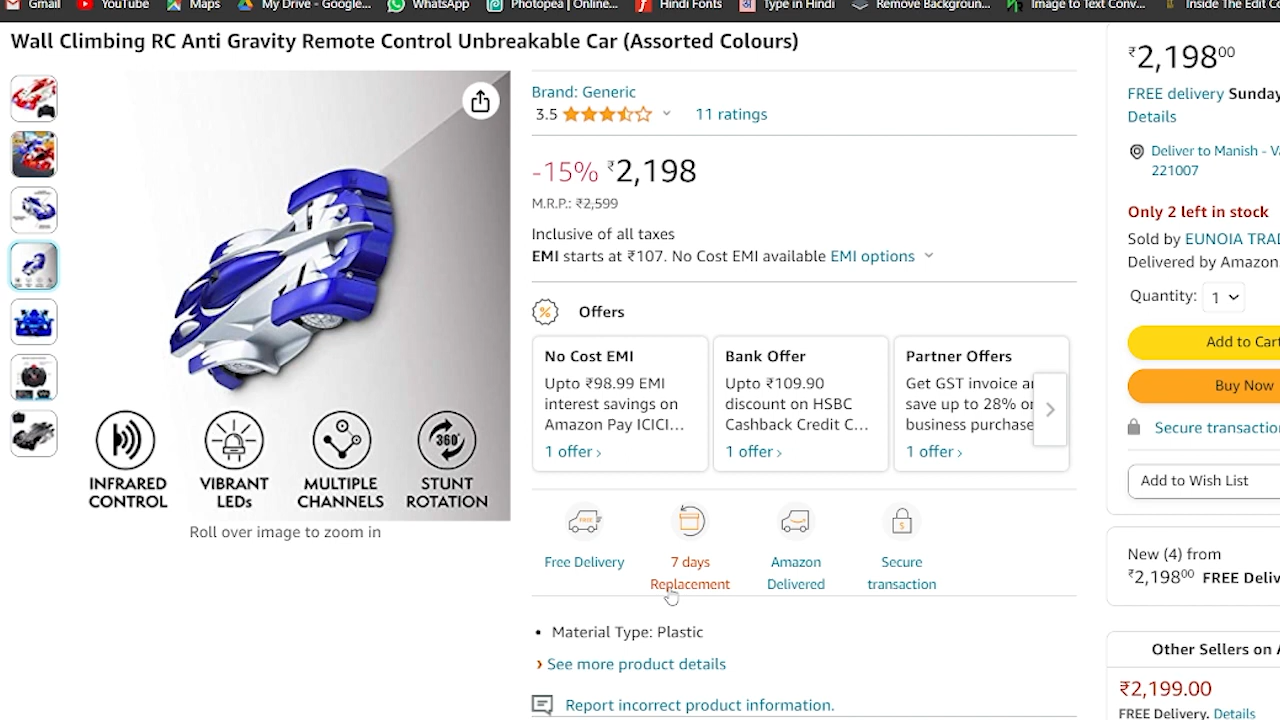 Gmail
YouTube
Maps
My Drive - Google...
WhatsApp
Photopea | Online...
Hindi Fonts
Type in Hindi
Remove Backgroun...
Image to Text Conv...
Inside The Edit
Wall Climbing RC Anti Gravity Remote Control Unbreakable Car (Assorted Colours)
Brand: Generic
3.5
11 ratings
-15% ₹2,198
M.R.P.: ₹2,599
Inclusive of all taxes
EMI starts at ₹107. No Cost EMI available EMI options
Offers
No Cost EMI
Upto ₹98.99 EMI
interest savings on
Amazon Pay ICICI...
1 offer ›
Bank Offer
Upto ₹109.90
discount on HSBC
Cashback Credit C...
1 offer ›
Partner Offers
Get GST invoice
save up to 28%
business purchase
1 offer ›
INFRARED
CONTROL
VIBRANT
LEDs
MULTIPLE
CHANNELS
360°
STUNT
ROTATION
Roll over image to zoom in
FREE
Free Delivery
7 days
Replacement
Amazon
Delivered
Secure
transaction
• Material Type: Plastic
› See more product details
Report incorrect product information.
₹2,198⁰⁰
FREE delivery Sunday
Details
Deliver to Manish -
221007
Only 2 left in stock
Sold by EUNOIA
Delivered by Amazon
Quantity: 1
Add to Cart
Buy Now
Secure transaction
Add to Wish List
New (4) from
₹2,198⁰⁰ FREE
Other Sellers on
₹2,199.00
FREE Delivery. Details